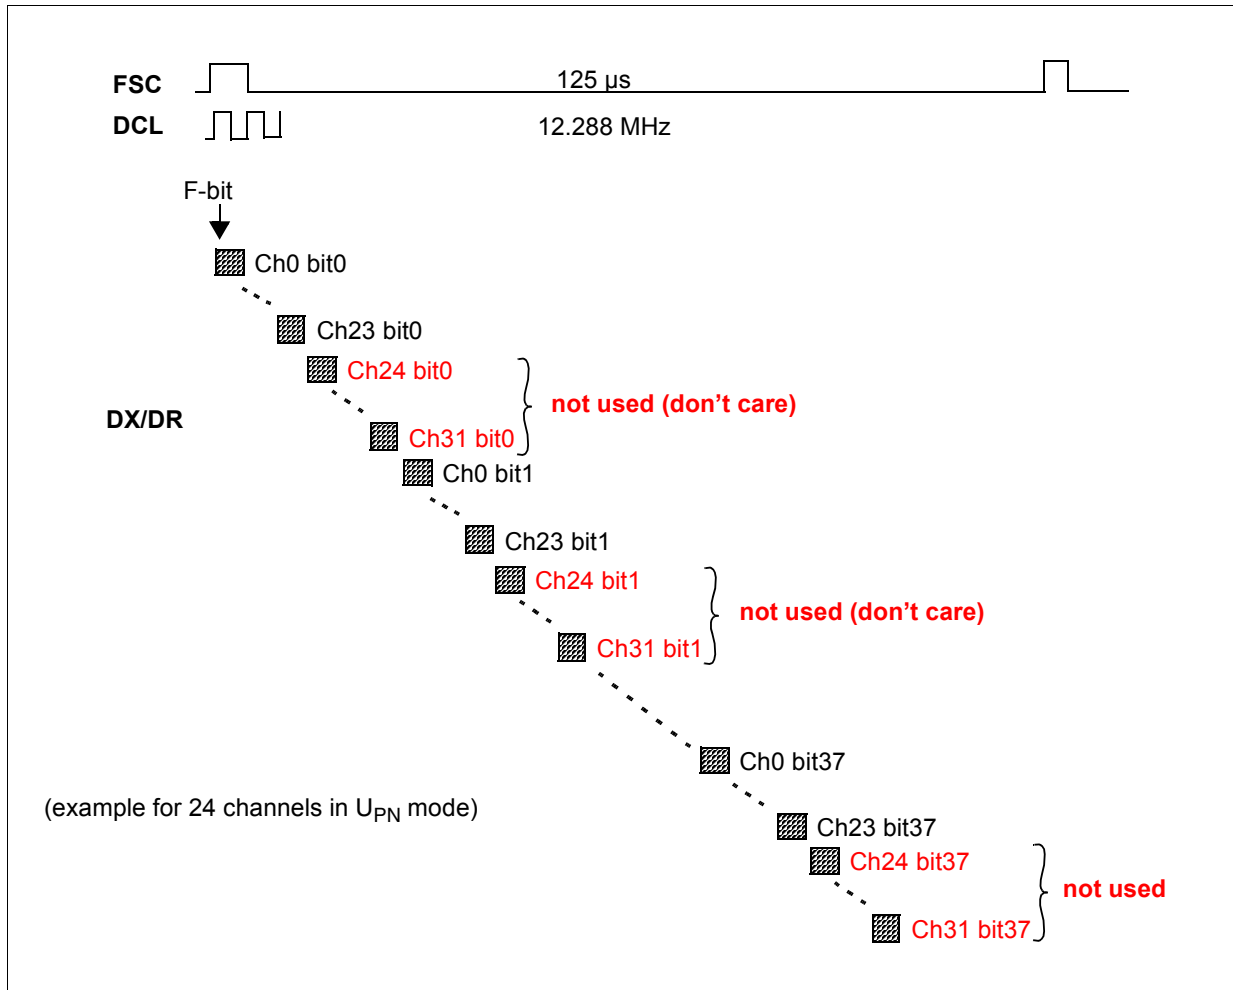 FSC
125 µs
DCL
12.288 MHz
F-bit
Ch0 bit0
Ch23 bit0
Ch24 bit0
not used (don't care)
DX/DR
Ch31 bit0
Ch0 bit1
Ch23 bit1
Ch24 bit1
not used (don't care)
Ch31 bit1
Ch0 bit37
(example for 24 channels in UPN mode)
Ch23 bit37
Ch24 bit37
not used
Ch31 bit37